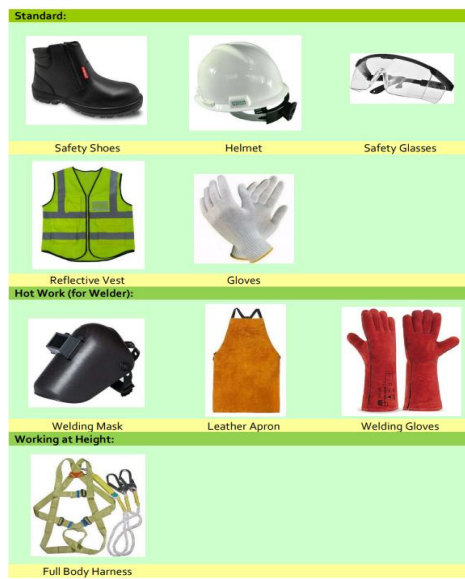 Standard:
Safety Shoes Helmet Safety Glasses
Reflective Vest Gloves
Hot Work (for Welder):
Welding Mask Leather Apron Welding Gloves
Working at Height:
Full Body Harness